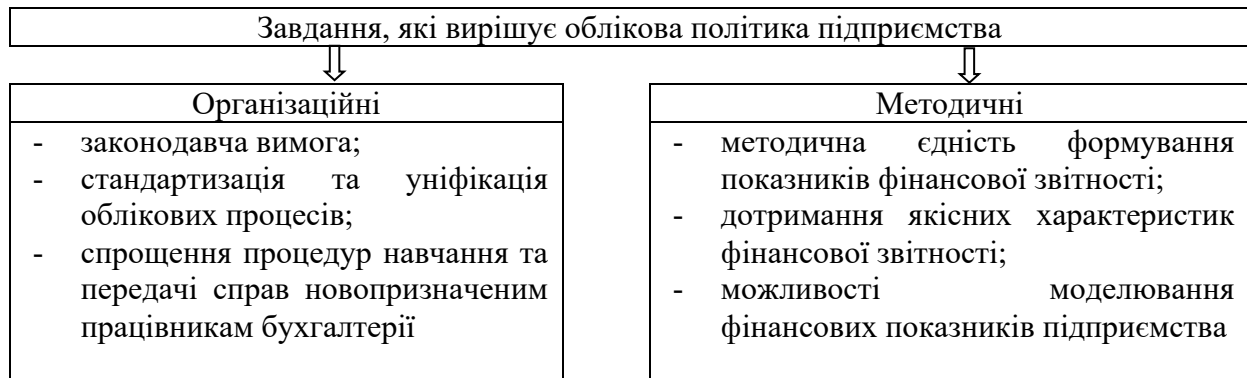 Завдання, які вирішує облікова політика підприємства
Організаційні
- законодавча вимога;
- стандартизація та уніфікація
облікових процесів;
- спрощення процедур навчання та
передачі справ новопризначеним
працівникам бухгалтерії
Методичні
- методична єдність формування
показників фінансової звітності;
- дотримання якісних характеристик
фінансової звітності;
- можливості моделювання
фінансових показників підприємства